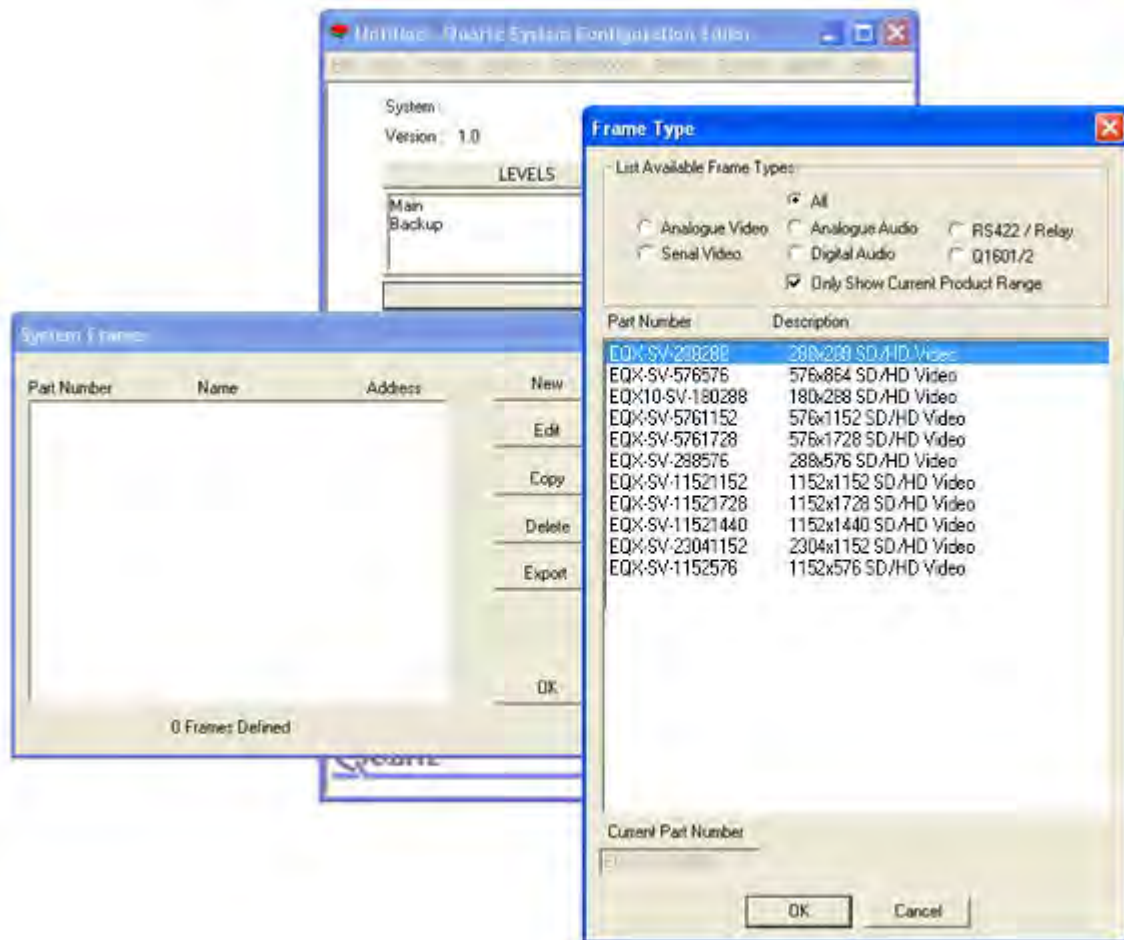 Untitled - Quartz System Configuration Editor
System :
Version : 1.0
LEVELS
Main
Backup
System Frames
Part Number Name Address
New
Edit
Copy
Delete
Export
OK
0 Frames Defined
Frame Type
List Available Frame Types
All
Analogue Video Analogue Audio RS422 / Relay
Serial Video Digital Audio Q1601/2
Only Show Current Product Range
Part Number Description
EQX-SV-288288 288x288 SD/HD Video
EQX-SV-576576 576x864 SD/HD Video
EQX10-SV-180288 180x288 SD/HD Video
EQX-SV-5761152 576x1152 SD/HD Video
EQX-SV-5761728 576x1728 SD/HD Video
EQX-SV-288576 288x576 SD/HD Video
EQX-SV-11521152 1152x1152 SD/HD Video
EQX-SV-11521728 1152x1728 SD/HD Video
EQX-SV-11521440 1152x1440 SD/HD Video
EQX-SV-23041152 2304x1152 SD/HD Video
EQX-SV-1152576 1152x576 SD/HD Video
Current Part Number
OK Cancel